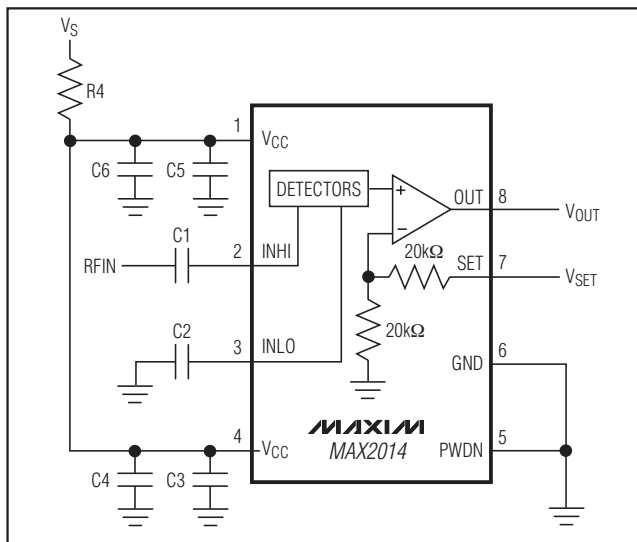 V_S
R4
1
V_CC
C6
C5
DETECTORS
+
OUT
8
V_OUT
C1
RFIN
2
INHI
−
20kΩ
SET
7
V_SET
C2
20kΩ
3
INLO
6
GND
MAXIM
4
V_CC
MAX2014
PWDN
5
C4
C3